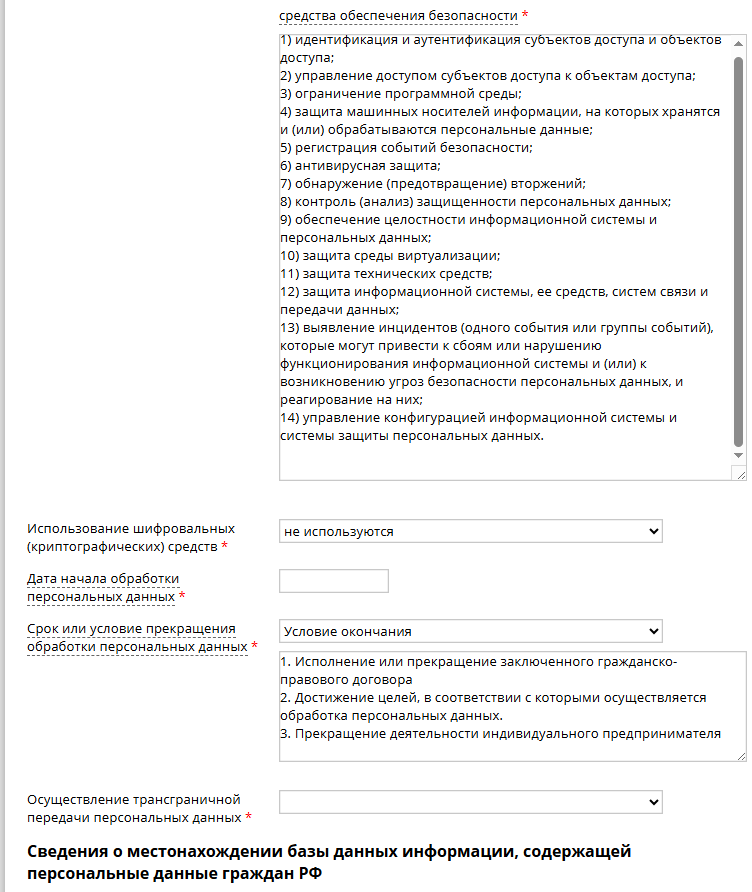 средства обеспечения безопасности *
1) идентификация и аутентификация субъектов доступа и объектов
доступа;
2) управление доступом субъектов доступа к объектам доступа;
3) ограничение программной среды;
4) защита машинных носителей информации, на которых хранятся
и (или) обрабатываются персональные данные;
5) регистрация событий безопасности;
6) антивирусная защита;
7) обнаружение (предотвращение) вторжений;
8) контроль (анализ) защищенности персональных данных;
9) обеспечение целостности информационной системы и
персональных данных;
10) защита среды виртуализации;
11) защита технических средств;
12) защита информационной системы, ее средств, систем связи и
передачи данных;
13) выявление инцидентов (одного события или группы событий),
которые могут привести к сбоям или нарушению
функционирования информационной системы и (или) к
возникновению угроз безопасности персональных данных, и
реагирование на них;
14) управление конфигурацией информационной системы и
системы защиты персональных данных.
Использование шифровальных
(криптографических) средств *
не используются
Дата начала обработки
персональных данных *
Срок или условие прекращения
обработки персональных данных *
Условие окончания
1. Исполнение или прекращение заключенного гражданско-
правового договора
2. Достижение целей, в соответствии с которыми осуществляется
обработка персональных данных.
3. Прекращение деятельности индивидуального предпринимателя
Осуществление трансграничной
передачи персональных данных *
Сведения о местонахождении базы данных информации, содержащей
персональные данные граждан РФ